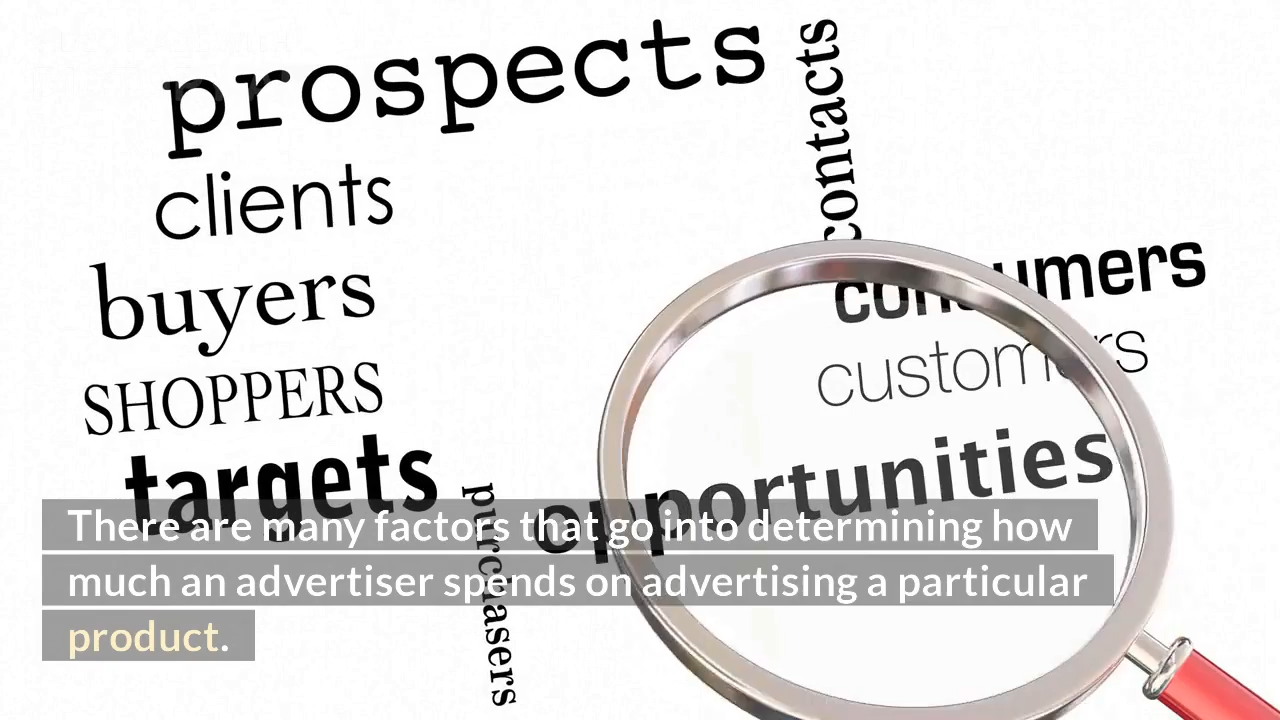 prospects
contacts
clients
buyers
SHOPPERS
targets
purchasers
consumers
customers
opportunities
There are many factors that go into determining how
much an advertiser spends on advertising a particular
product.